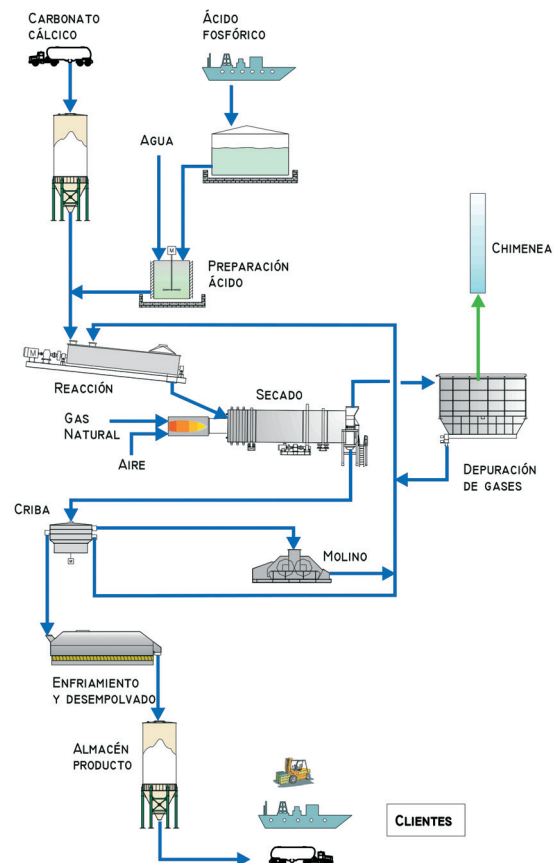 CARBONATO
CÁLCICO
ÁCIDO
FOSFÓRICO
AGUA
M
PREPARACIÓN
ÁCIDO
CHIMENEA
M
REACCIÓN
SECADO
GAS
NATURAL
AIRE
DEPURACIÓN
DE GASES
CRIBA
MOLINO
M
ENFRIAMIENTO
Y DESEMPOLVADO
ALMACÉN
PRODUCTO
CLIENTES